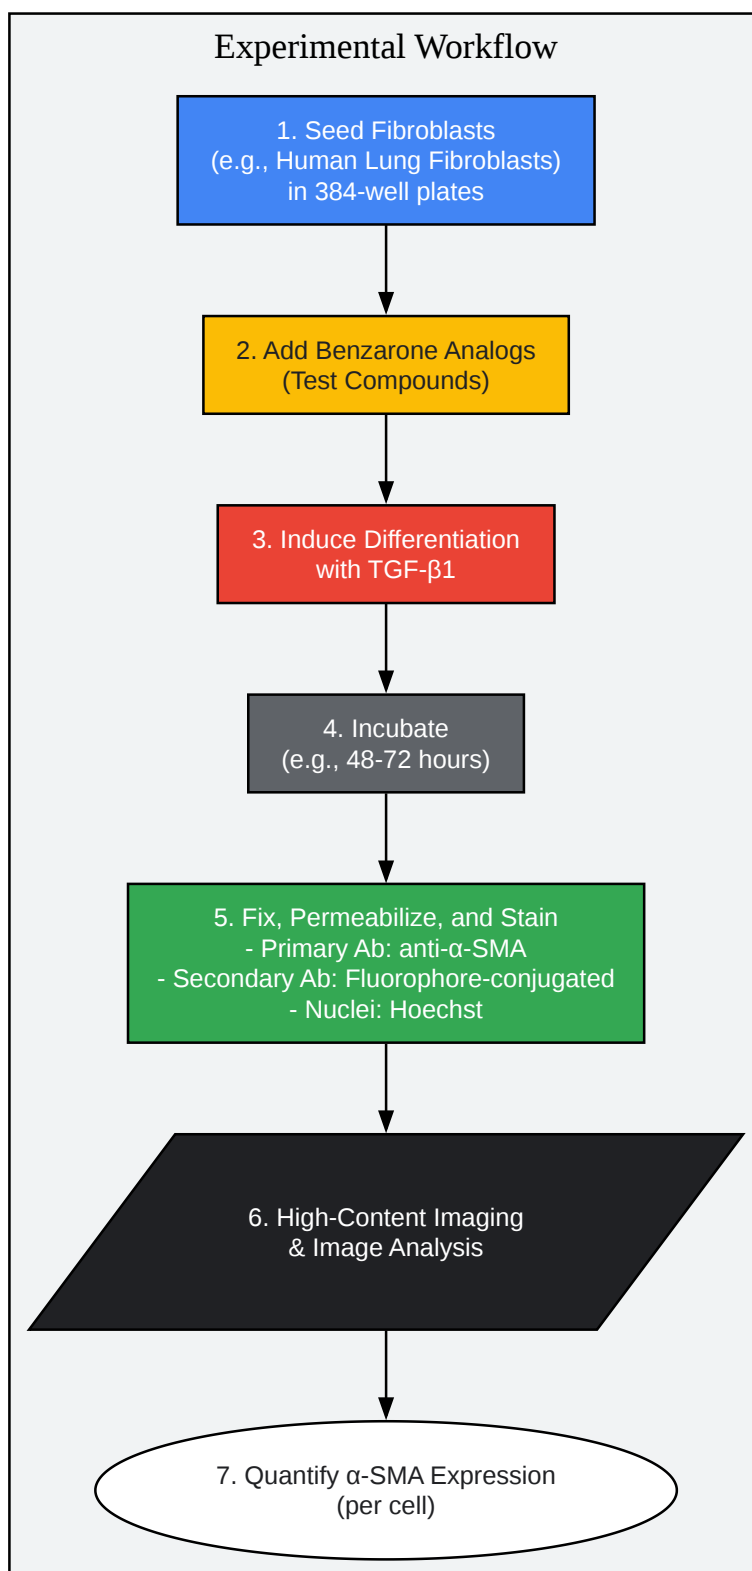 Experimental Workflow
1. Seed Fibroblasts
(e.g., Human Lung Fibroblasts)
in 384-well plates
2. Add Benzarone Analogs
(Test Compounds)
3. Induce Differentiation
with TGF-β1
4. Incubate
(e.g., 48-72 hours)
5. Fix, Permeabilize, and Stain
- Primary Ab: anti-α-SMA
- Secondary Ab: Fluorophore-conjugated
- Nuclei: Hoechst
6. High-Content Imaging
& Image Analysis
7. Quantify α-SMA Expression
(per cell)